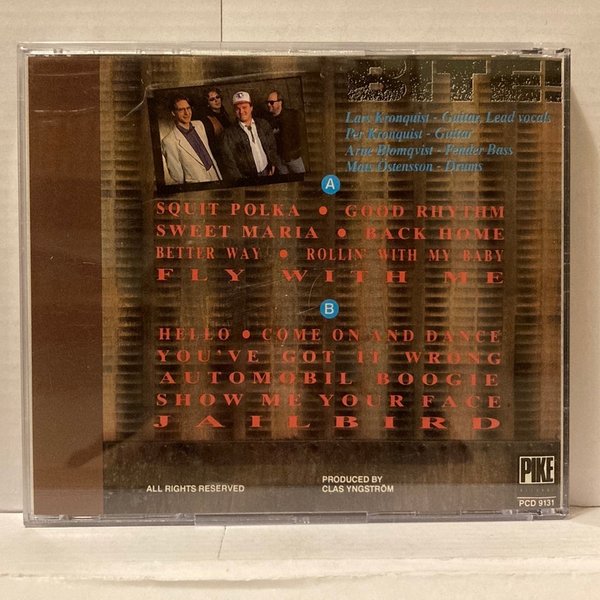 BITE!
Lars Kronquist - Guitar, Lead vocals
Per Kronquist - Guitar
Arne Blomqvist - Fender Bass
Mats Östensson - Drums
A
SQUIT POLKA • GOOD RHYTHM
SWEET MARIA • BACK HOME
BETTER WAY • ROLLIN' WITH MY BABY
FLY WITH ME
B
HELLO • COME ON AND DANCE
YOU'VE GOT IT WRONG
AUTOMOBIL BOOGIE
SHOW ME YOUR FACE
JAILBIRD
ALL RIGHTS RESERVED
PRODUCED BY
CLAS YNGSTRÖM
PIKE
PCD 9131